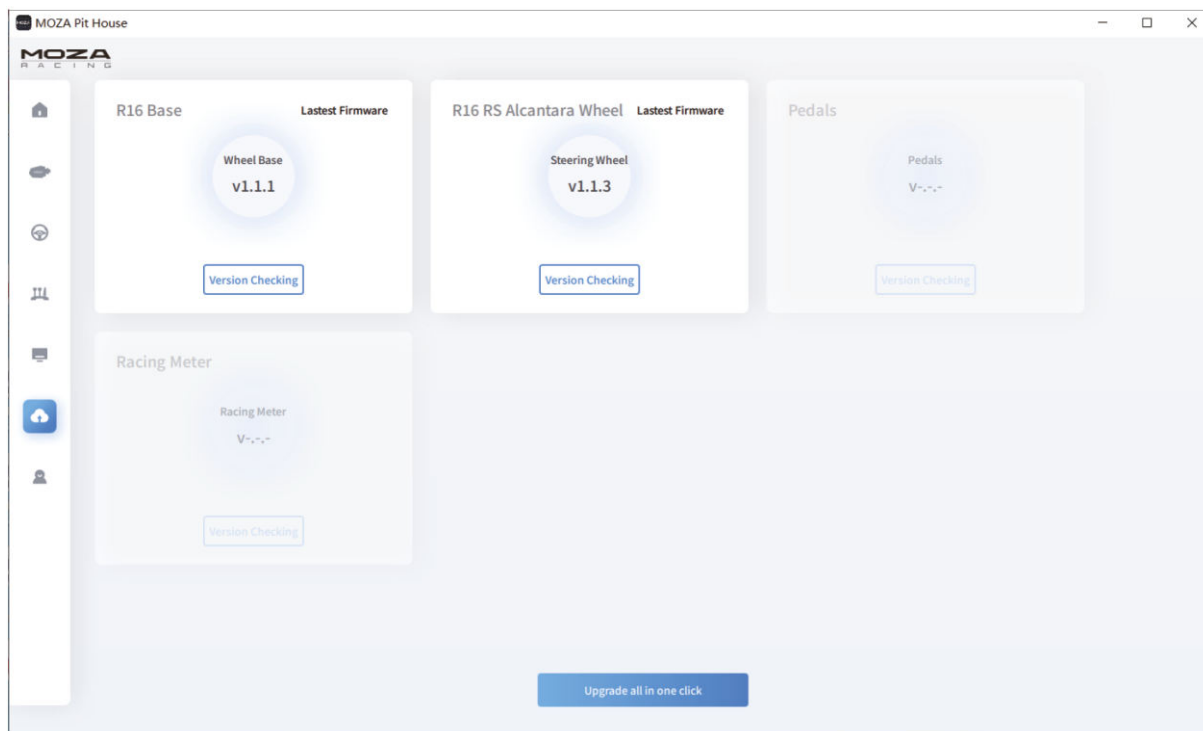 MOZA Pit House
MOZA
RACING
R16 Base
Lastest Firmware
Wheel Base
v1.1.1
Version Checking
R16 RS Alcantara Wheel
Lastest Firmware
Steering Wheel
v1.1.3
Version Checking
Pedals
Pedals
v-.-.-
Version Checking
Racing Meter
Racing Meter
v-.-.-
Version Checking
Upgrade all in one click